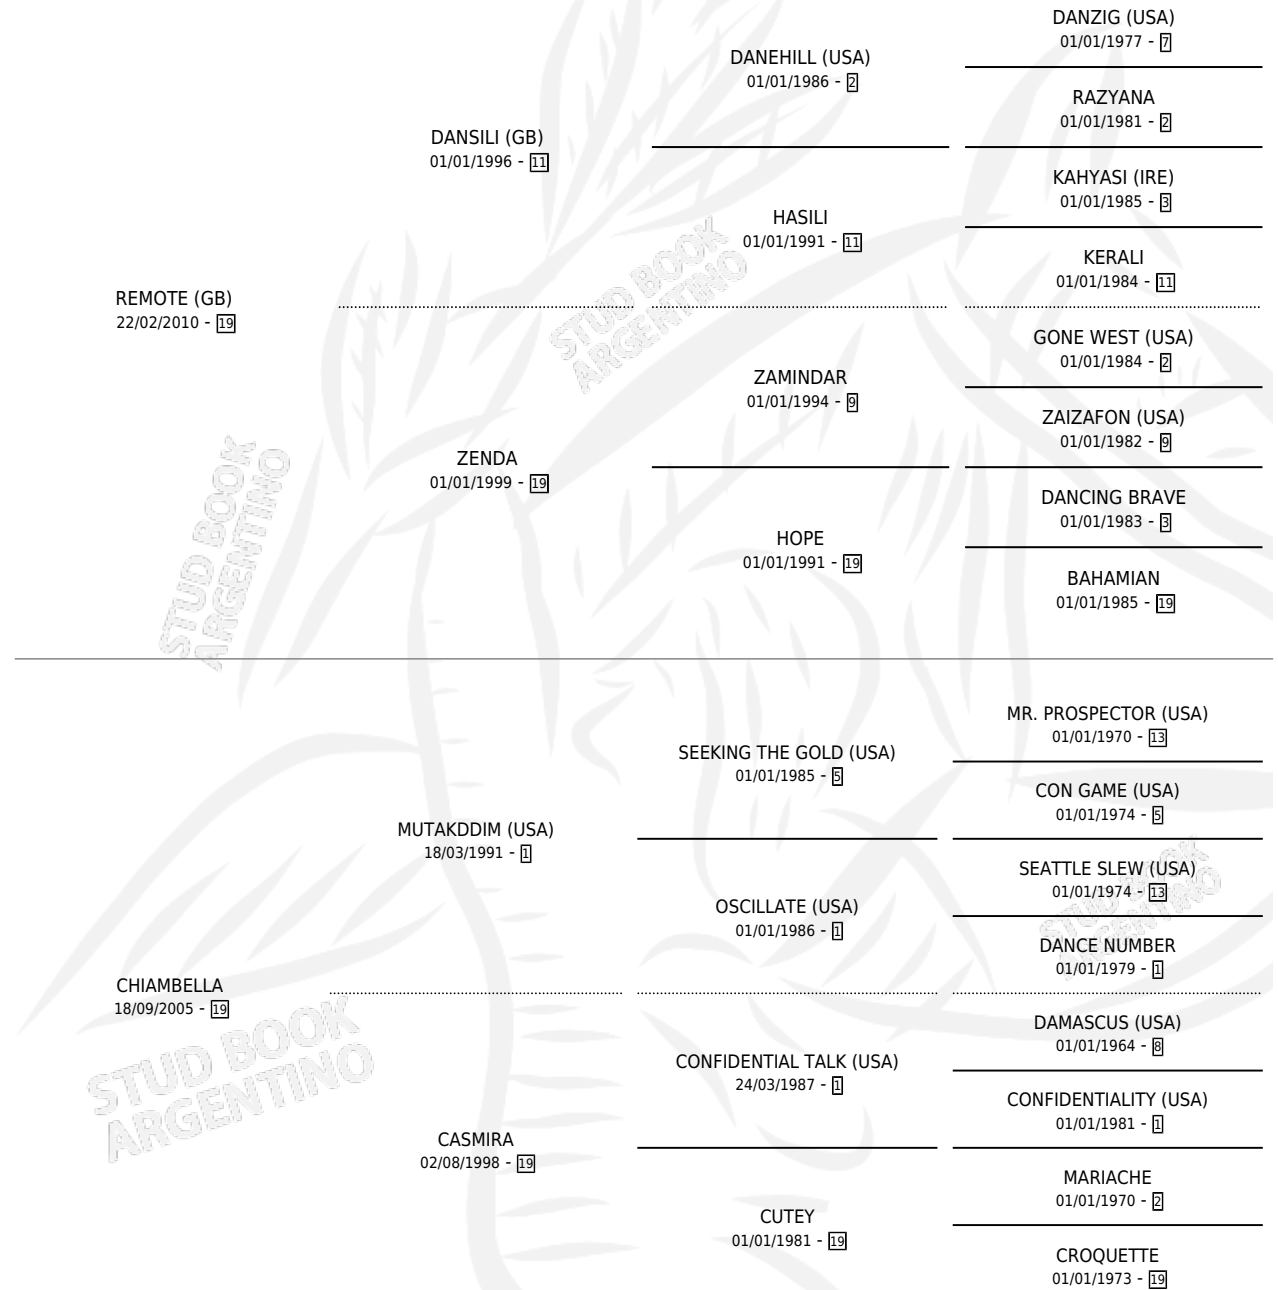 DANZIG (USA)
01/01/1977 - 7
DANEHILL (USA)
01/01/1986 - 2
RAZYANA
01/01/1981 - 2
DANSILI (GB)
01/01/1996 - 11
KAHYASI (IRE)
01/01/1985 - 3
HASILI
01/01/1991 - 11
KERALI
01/01/1984 - 11
REMOTE (GB)
22/02/2010 - 19
GONE WEST (USA)
01/01/1984 - 2
ZAMINDAR
01/01/1994 - 9
ZAIZAFON (USA)
01/01/1982 - 9
ZENDA
01/01/1999 - 19
DANCING BRAVE
01/01/1983 - 3
HOPE
01/01/1991 - 19
BAHAMIAN
01/01/1985 - 19
MR. PROSPECTOR (USA)
01/01/1970 - 13
SEEKING THE GOLD (USA)
01/01/1985 - 5
CON GAME (USA)
01/01/1974 - 5
MUTAKDDIM (USA)
18/03/1991 - 1
SEATTLE SLEW (USA)
01/01/1974 - 13
OSCILLATE (USA)
01/01/1986 - 1
DANCE NUMBER
01/01/1979 - 1
CHIAMBELLA
18/09/2005 - 19
DAMASCUS (USA)
01/01/1964 - 8
CONFIDENTIAL TALK (USA)
24/03/1987 - 1
CONFIDENTIALITY (USA)
01/01/1981 - 1
CASMIRA
02/08/1998 - 19
MARIACHE
01/01/1970 - 2
CUTEY
01/01/1981 - 19
CROQUETTE
01/01/1973 - 19
STUD BOOK
ARGENTINO
STUD BOOK
ARGENTINO
STUD BOOK
ARGENTINO
STUD BOOK
ARGENTINO